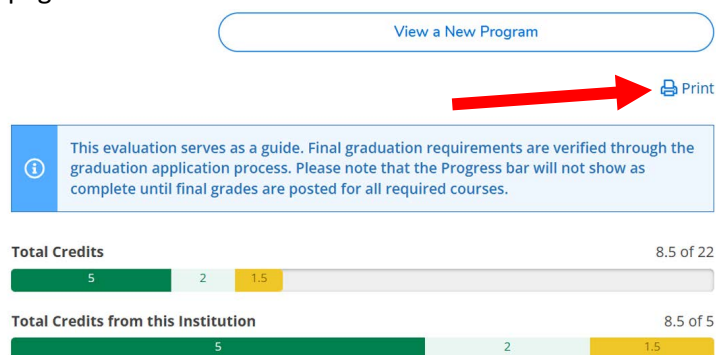 View a New Program
Print
This evaluation serves as a guide. Final graduation requirements are verified through the
graduation application process. Please note that the Progress bar will not show as
complete until final grades are posted for all required courses.
Total Credits 8.5 of 22
5 2 1.5
Total Credits from this Institution 8.5 of 5
5 2 1.5